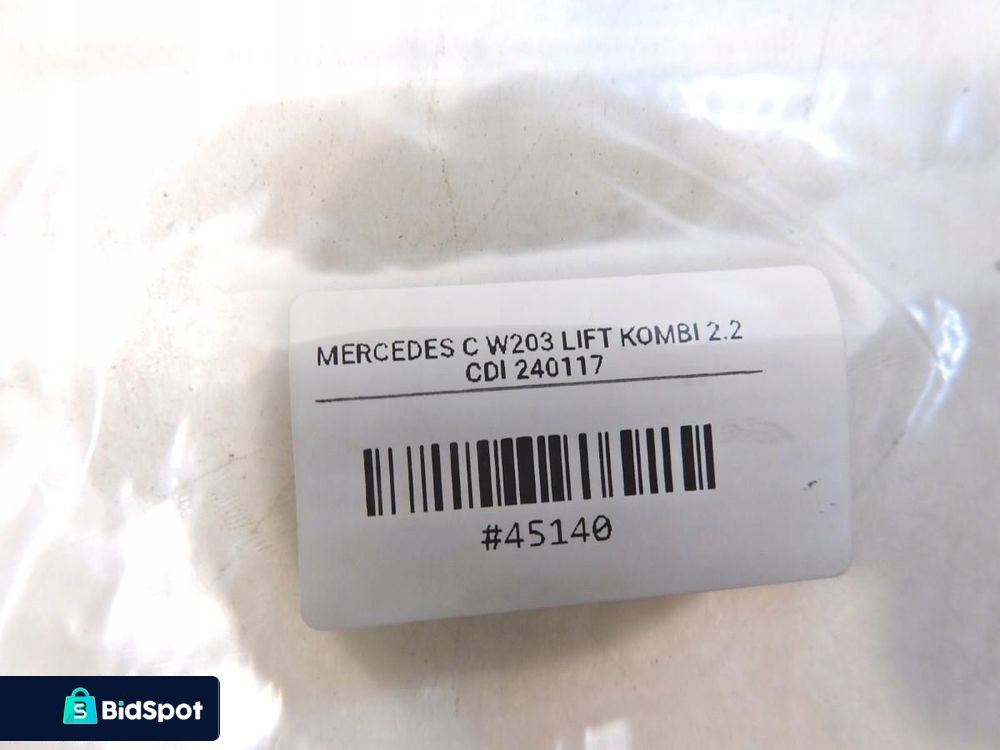 MERCEDES C W203 LIFT KOMBI 2.2
CDI 240117
#45140
BidSpot